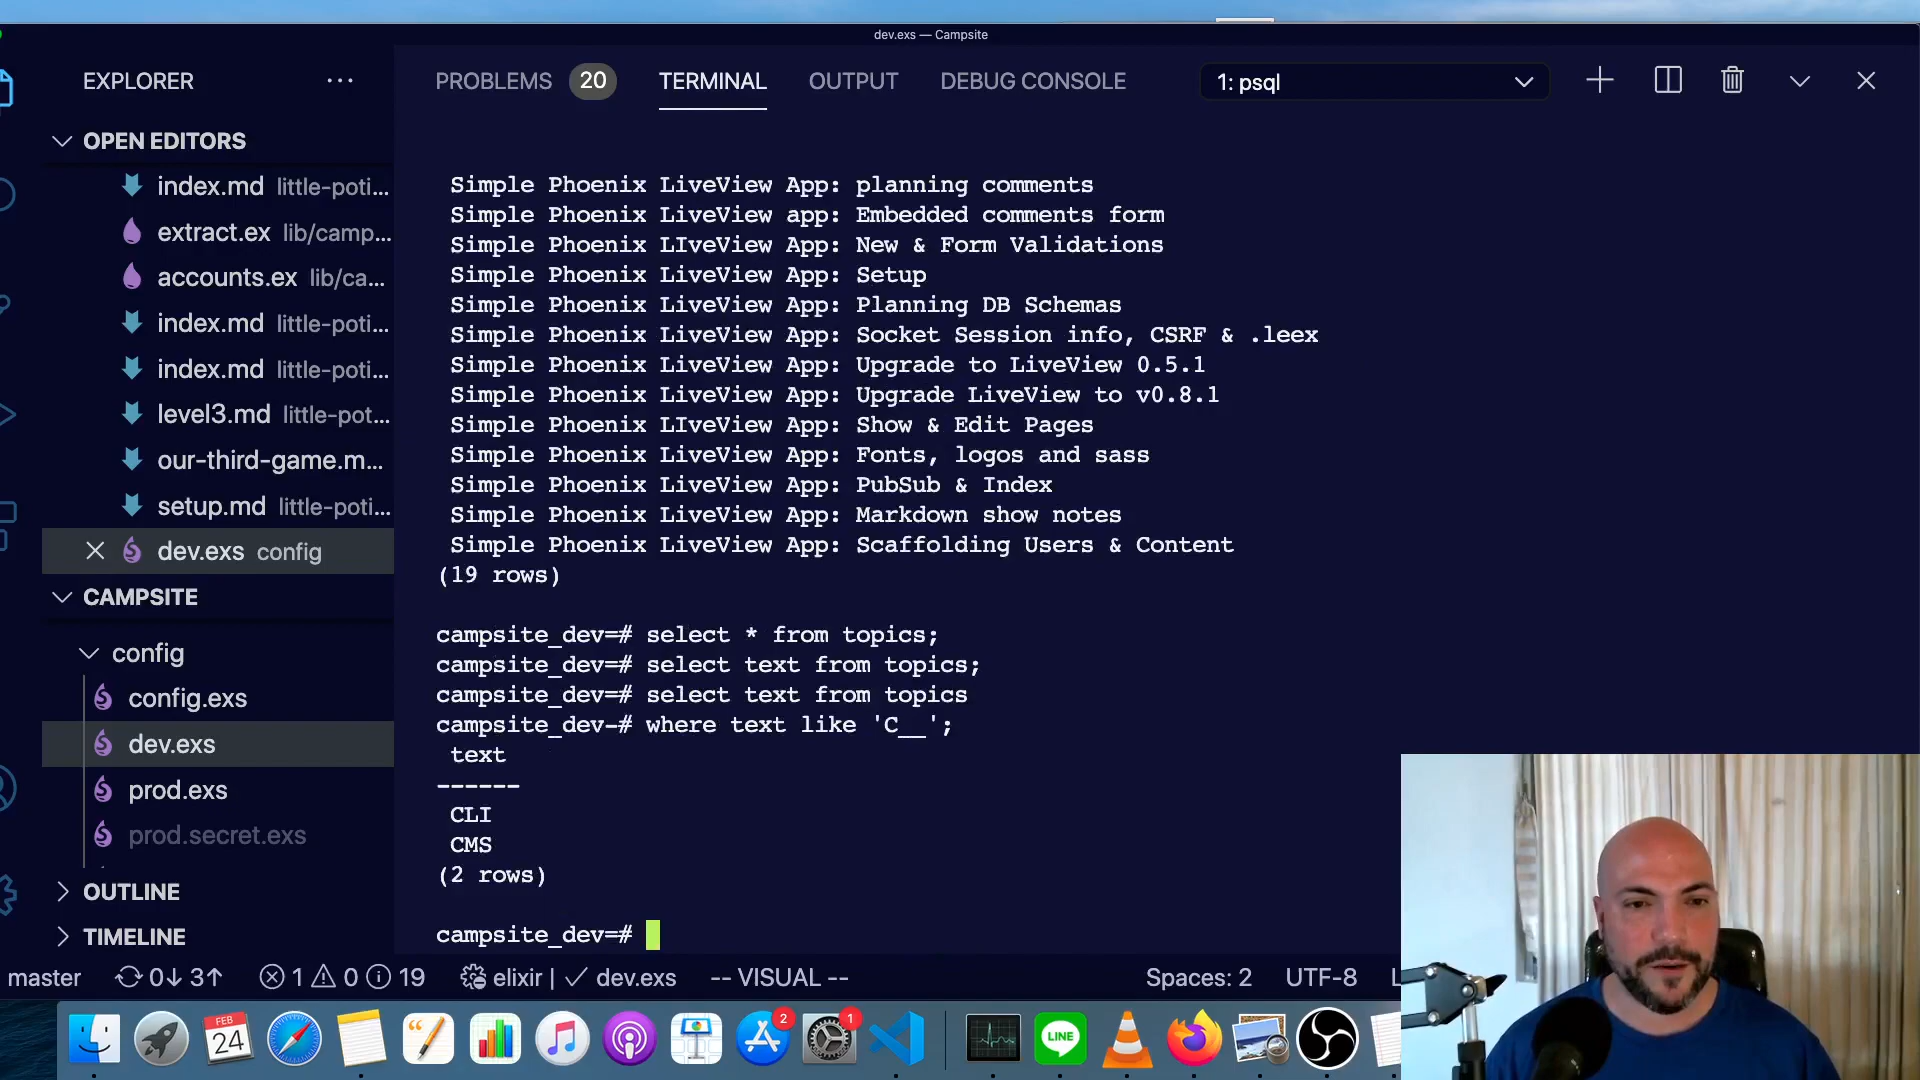 dev.exs — Campsite
EXPLORER
PROBLEMS 20 TERMINAL OUTPUT DEBUG CONSOLE 1: psql
OPEN EDITORS
index.md little-poti...
extract.ex lib/camp...
accounts.ex lib/ca...
index.md little-poti...
index.md little-poti...
level3.md little-pot...
our-third-game.m...
setup.md little-poti...
dev.exs config
CAMPSITE
config
config.exs
dev.exs
prod.exs
prod.secret.exs
OUTLINE
TIMELINE
Simple Phoenix LiveView App: planning comments
Simple Phoenix LiveView app: Embedded comments form
Simple Phoenix LIveView App: New & Form Validations
Simple Phoenix LiveView App: Setup
Simple Phoenix LiveView App: Planning DB Schemas
Simple Phoenix LiveView App: Socket Session info, CSRF & .leex
Simple Phoenix LiveView App: Upgrade to LiveView 0.5.1
Simple Phoenix LiveView App: Upgrade LiveView to v0.8.1
Simple Phoenix LIveView App: Show & Edit Pages
Simple Phoenix LiveView App: Fonts, logos and sass
Simple Phoenix LiveView App: PubSub & Index
Simple Phoenix LiveView App: Markdown show notes
Simple Phoenix LiveView App: Scaffolding Users & Content
(19 rows)
campsite_dev=# select * from topics;
campsite_dev=# select text from topics;
campsite_dev=# select text from topics
campsite_dev-# where text like 'C__';
text
------
CLI
CMS
(2 rows)
campsite_dev=#
master 0↓ 3↑ 1 0 19 elixir | ✓ dev.exs -- VISUAL -- Spaces: 2 UTF-8 L
FEB
24
2
1
LINE